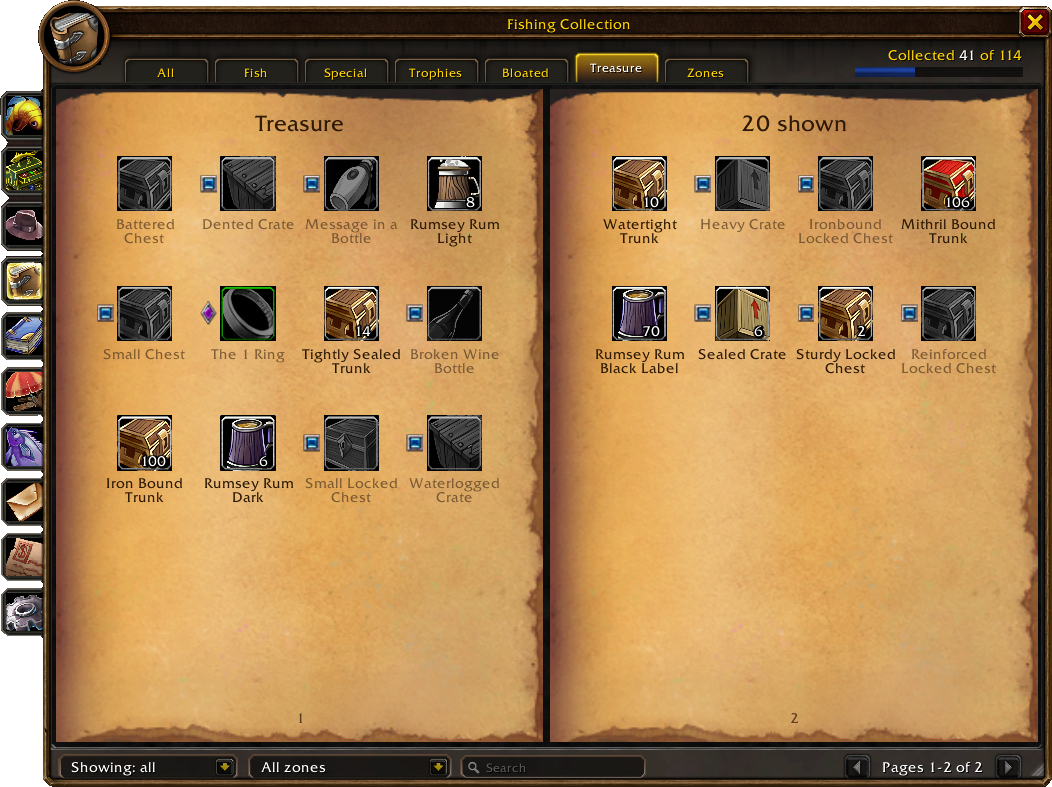 Fishing Collection
Collected 41 of 114
All
Fish
Special
Trophies
Bloated
Treasure
Zones
Treasure
Battered
Chest
Dented Crate
Message in a
Bottle
8
Rumsey Rum
Light
Small Chest
The 1 Ring
14
Tightly Sealed
Trunk
Broken Wine
Bottle
100
Iron Bound
Trunk
6
Rumsey Rum
Dark
Small Locked
Chest
Waterlogged
Crate
1
20 shown
10
Watertight
Trunk
Heavy Crate
Ironbound
Locked Chest
106
Mithril Bound
Trunk
70
Rumsey Rum
Black Label
6
Sealed Crate
2
Sturdy Locked
Chest
Reinforced
Locked Chest
2
Showing: all
All zones
Search
Pages 1-2 of 2